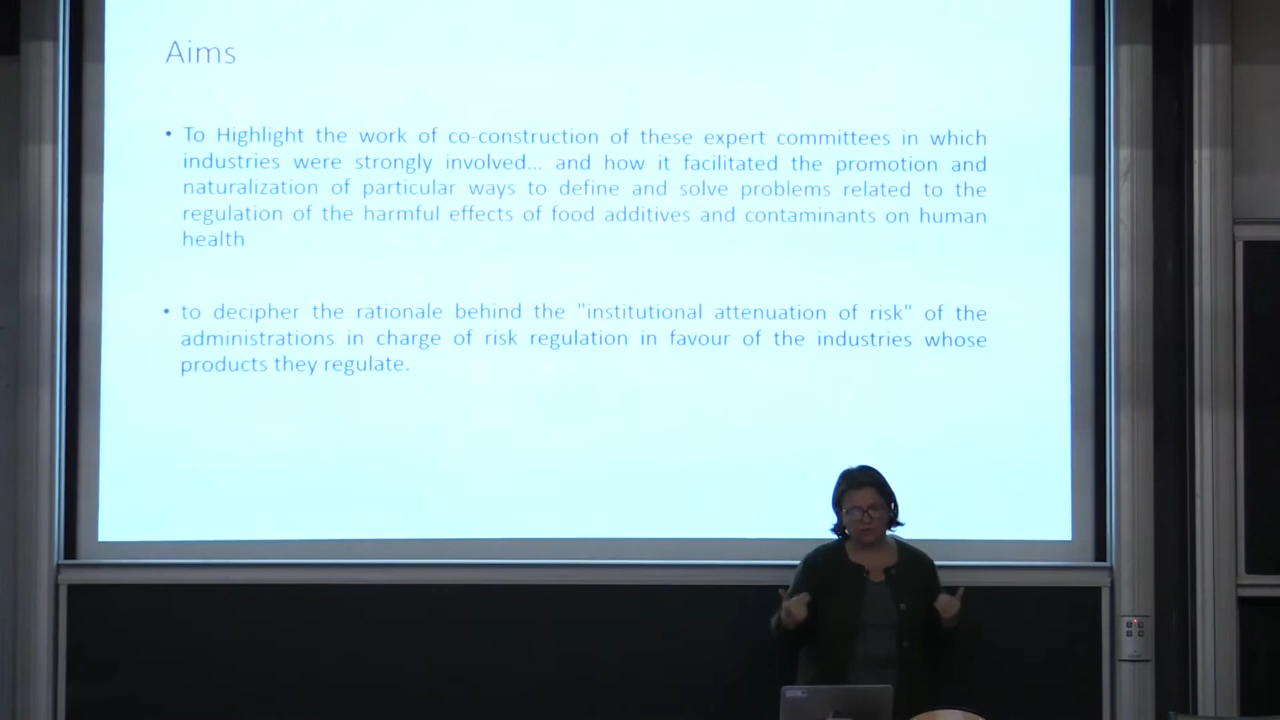 Aims
• To Highlight the work of co-construction of these expert committees in which
industries were strongly involved... and how it facilitated the promotion and
naturalization of particular ways to define and solve problems related to the
regulation of the harmful effects of food additives and contaminants on human
health
• to decipher the rationale behind the "institutional attenuation of risk" of the
administrations in charge of risk regulation in favour of the industries whose
products they regulate.